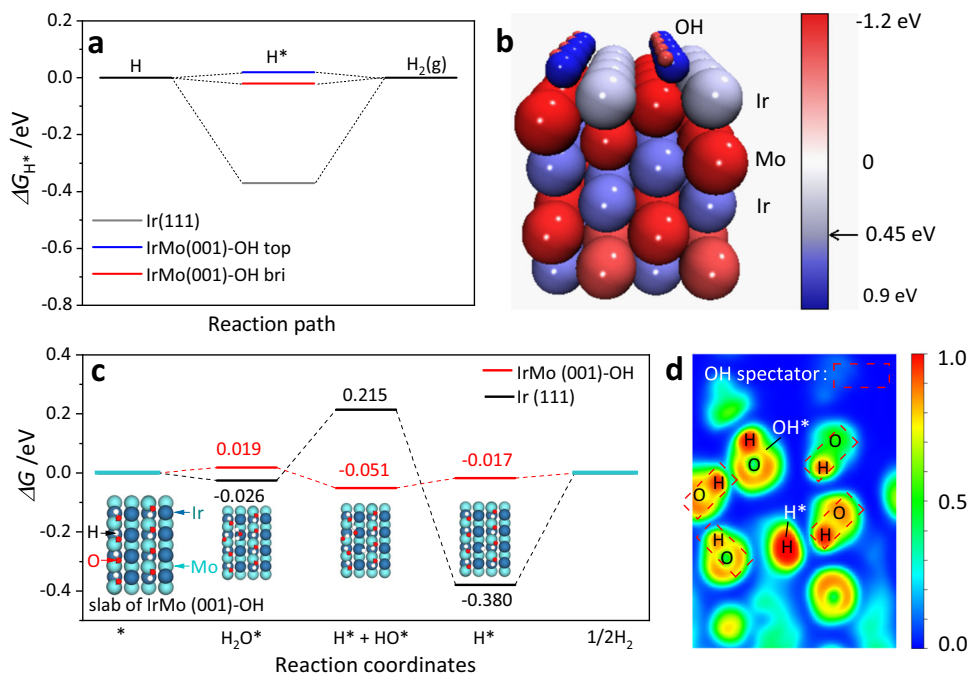 a
0.2
0.0
-0.2
-0.4
-0.6
-0.8
ΔG_H* /eV
H
H*
H₂(g)
Ir(111)
IrMo(001)-OH top
IrMo(001)-OH bri
Reaction path
b
OH
Ir
Mo
Ir
-1.2 eV
0
0.45 eV
0.9 eV
c
0.4
0.2
0.0
-0.2
-0.4
ΔG /eV
IrMo (001)-OH
Ir (111)
0.215
0.019
-0.026
-0.051
-0.017
-0.380
H
O
Ir
Mo
slab of IrMo (001)-OH
*
H₂O*
H* + HO*
H*
1/2H₂
Reaction coordinates
d
OH spectator :
OH*
H
O
O
H
H
O
H*
O
H
H
H
O
1.0
0.5
0.0